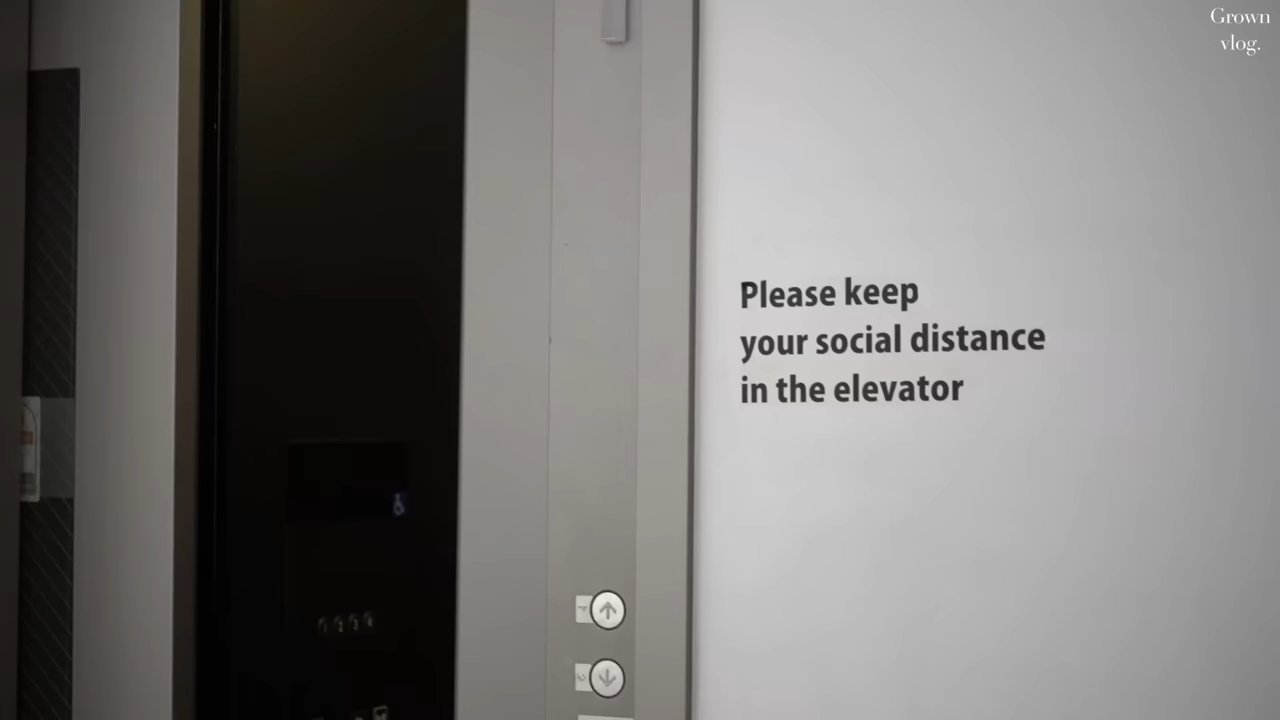 Grown
vlog.
Please keep
your social distance
in the elevator